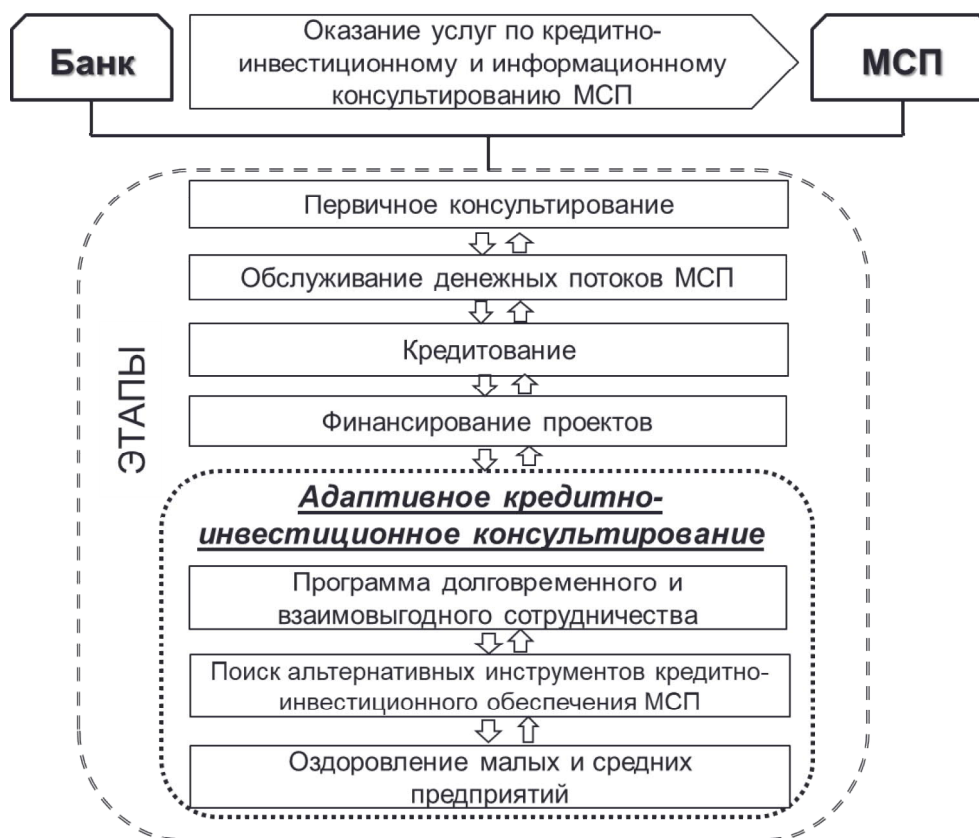 Банк
Оказание услуг по кредитно-
инвестиционному и информационному
консультированию МСП
МСП
ЭТАПЫ
Первичное консультирование
Обслуживание денежных потоков МСП
Кредитование
Финансирование проектов
Адаптивное кредитно-
инвестиционное консультирование
Программа долговременного и
взаимовыгодного сотрудничества
Поиск альтернативных инструментов кредитно-
инвестиционного обеспечения МСП
Оздоровление малых и средних
предприятий